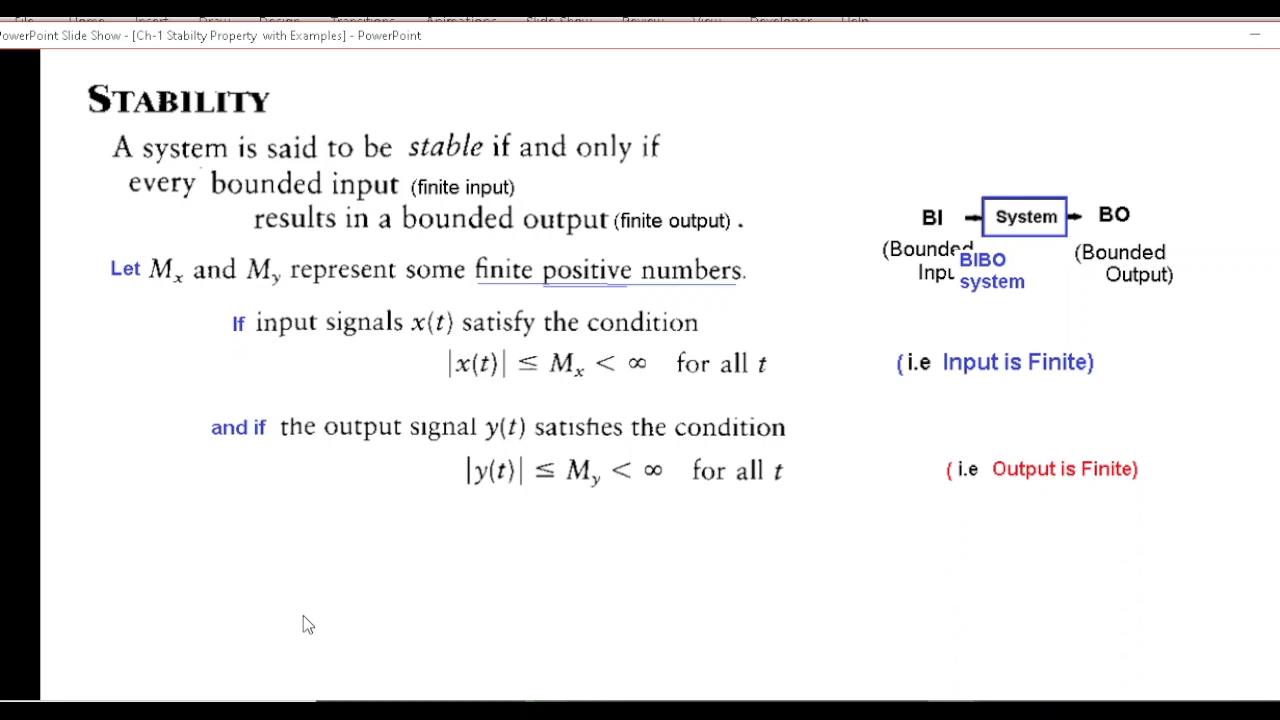 PowerPoint Slide Show - [Ch-1 Stabilty Property with Examples] - PowerPoint
STABILITY
A system is said to be stable if and only if
every bounded input (finite input)
results in a bounded output (finite output) .
Let Mx and My represent some finite positive numbers.
If input signals x(t) satisfy the condition
|x(t)| ≤ Mx < ∞ for all t
( i.e Input is Finite)
and if the output signal y(t) satisfies the condition
|y(t)| ≤ My < ∞ for all t
( i.e Output is Finite)
BI → System → BO
(Bounded
(Bounded
Output)
BIBO
system